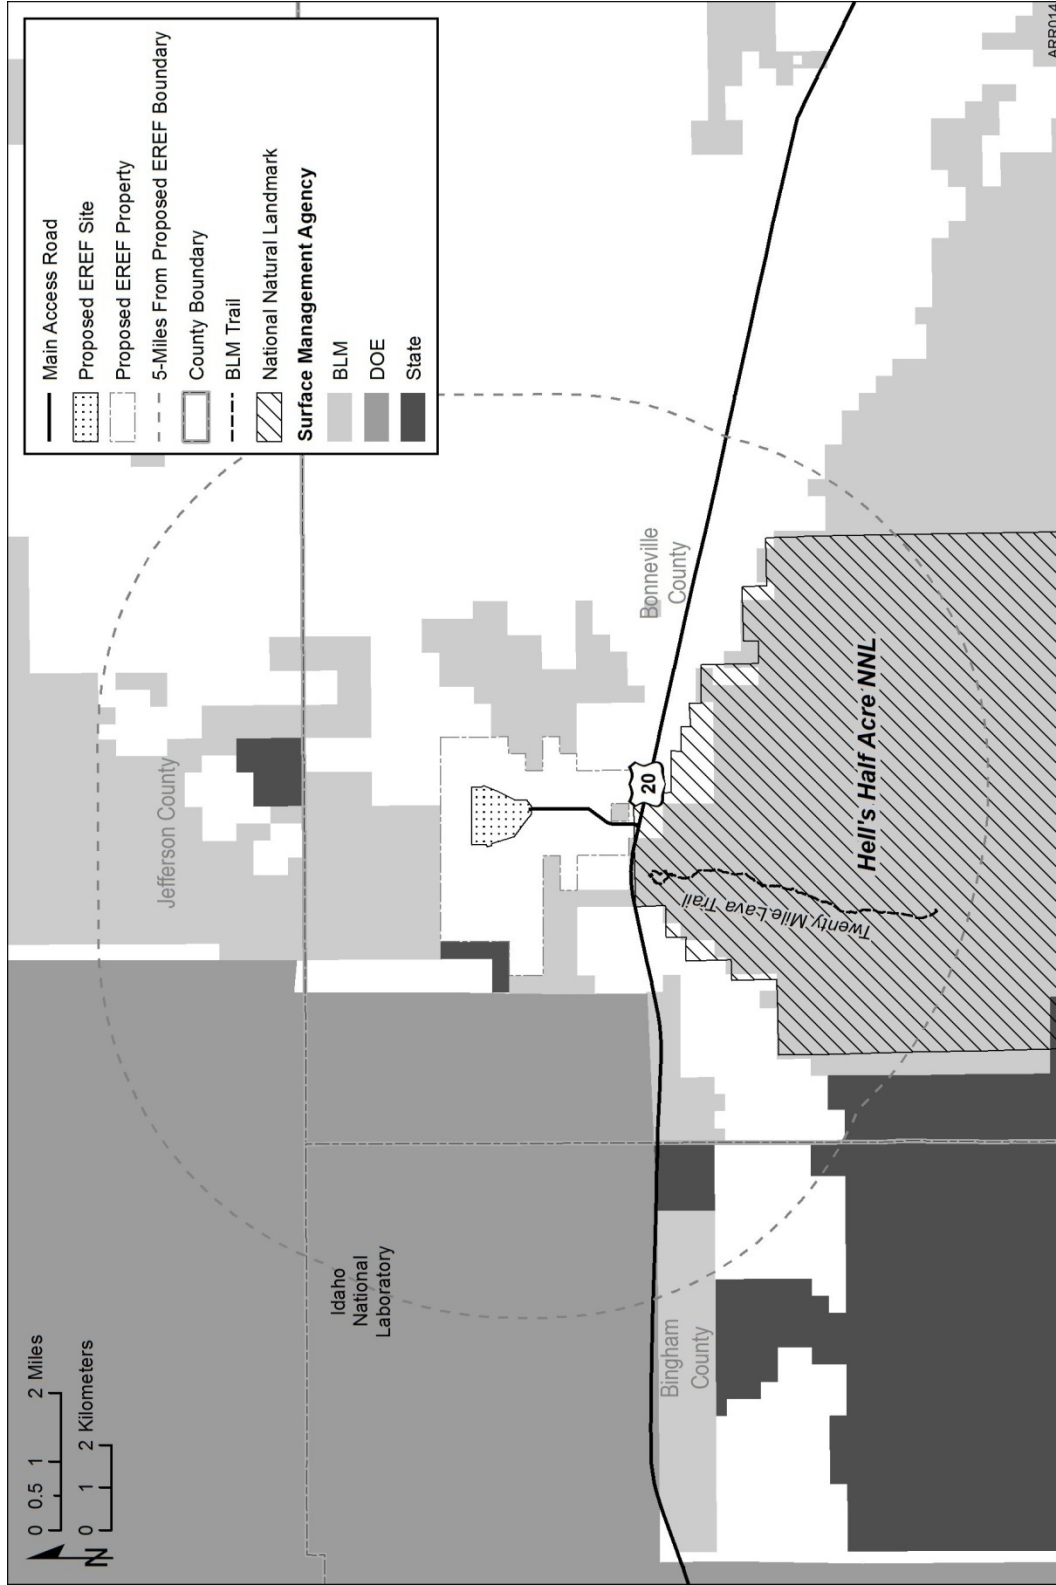 0 0.5 1 2 Miles
0 1 2 Kilometers
N
Main Access Road
Proposed EREF Site
Proposed EREF Property
5-Miles From Proposed EREF Boundary
County Boundary
BLM Trail
National Natural Landmark
Surface Management Agency
BLM
DOE
State
Jefferson County
Idaho
National
Laboratory
Bonneville
County
20
Bingham
County
Twenty Mile Lava Trail
Hell's Half Acre NNL
ARR014